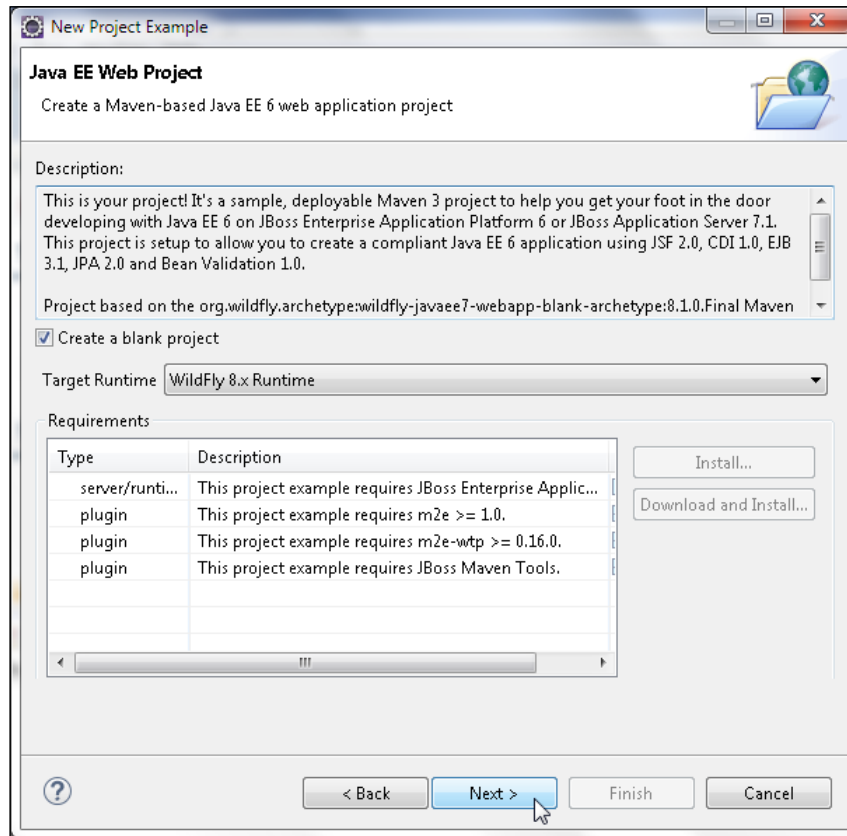 New Project Example
Java EE Web Project
Create a Maven-based Java EE 6 web application project
Description:
This is your project! It's a sample, deployable Maven 3 project to help you get your foot in the door
developing with Java EE 6 on JBoss Enterprise Application Platform 6 or JBoss Application Server 7.1.
This project is setup to allow you to create a compliant Java EE 6 application using JSF 2.0, CDI 1.0, EJB
3.1, JPA 2.0 and Bean Validation 1.0.
Project based on the org.wildfly.archetype:wildfly-javaee7-webapp-blank-archetype:8.1.0.Final Maven
Create a blank project
Target Runtime WildFly 8.x Runtime
Requirements
Type Description
server/runti... This project example requires JBoss Enterprise Applic...
plugin This project example requires m2e >= 1.0.
plugin This project example requires m2e-wtp >= 0.16.0.
plugin This project example requires JBoss Maven Tools.
Install...
Download and Install...
< Back Next > Finish Cancel